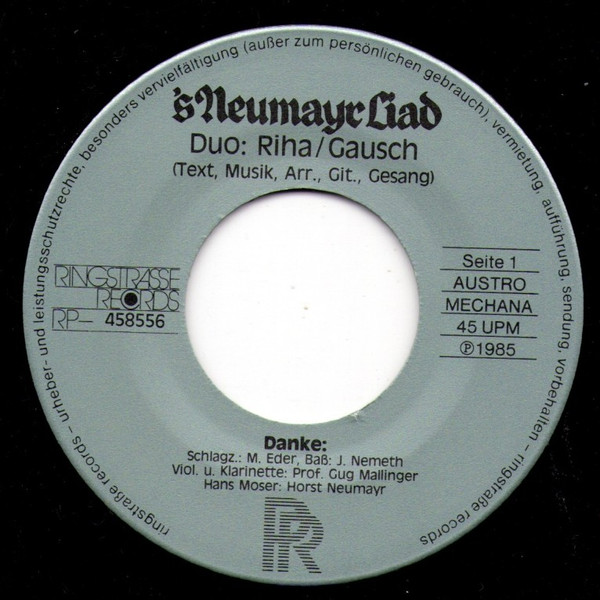 ringstraße records – urheber- und leistungsschutzrechte, besonders vervielfältigung (außer zum persönlichen gebrauch), vermietung, aufführung, sendung, vorbehalten – ringstraße records
's Neumayr Liad
Duo: Riha/Gausch
(Text, Musik, Arr., Git., Gesang)
RINGSTRASSE
RECORDS
RP– 458556
Seite 1
AUSTRO
MECHANA
45 UPM
Ⓟ1985
Danke:
Schlagz.: M. Eder, Baß: J. Nemeth
Viol. u. Klarinette: Prof. Gug Mallinger
Hans Moser: Horst Neumayr
RR